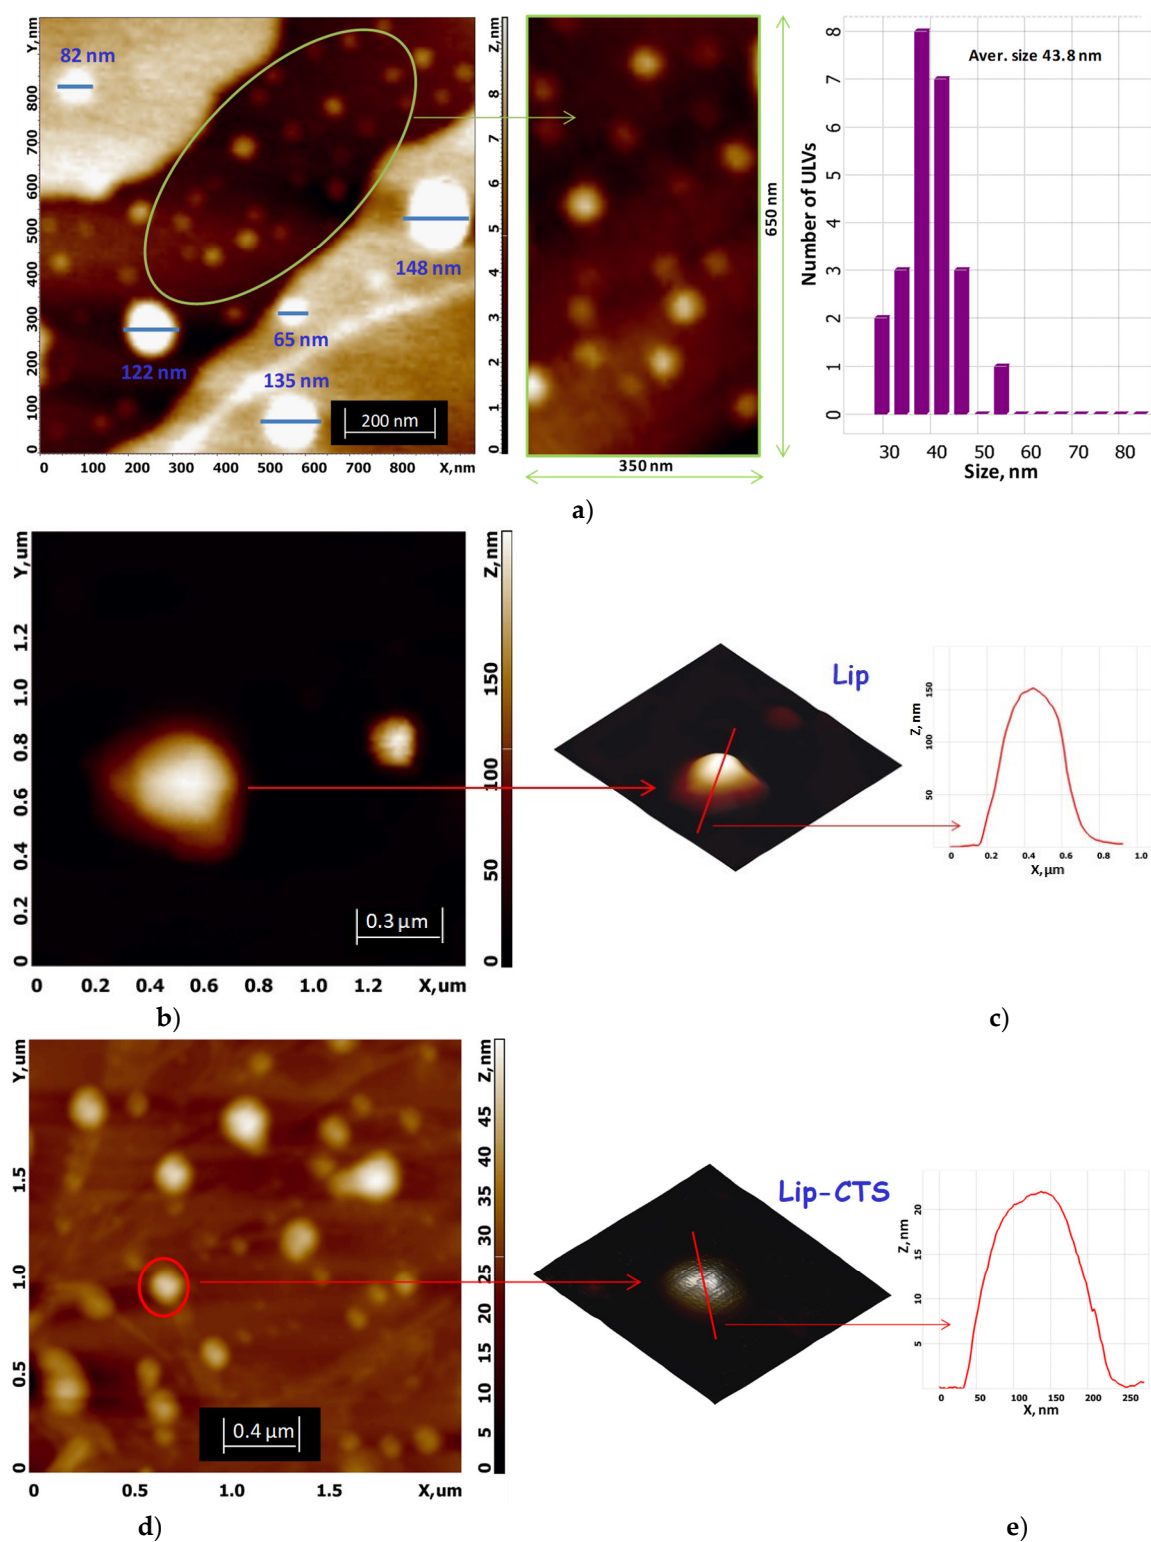 Y,nm
900
800
700
600
500
400
300
200
100
0
82 nm
148 nm
65 nm
122 nm
135 nm
200 nm
0 100 200 300 400 500 600 700 800
X,nm
Z,nm
8
7
6
5
4
3
2
1
0
650 nm
350 nm
Number of ULVs
8
7
6
5
4
3
2
1
0
Aver. size 43.8 nm
30 40 50 60 70 80
Size, nm
a)
Y,um
1.2
1.0
0.8
0.6
0.4
0.2
0
0.3 µm
0 0.2 0.4 0.6 0.8 1.0 1.2 X,um
Z,nm
150
100
50
0
b)
Lip
Z, nm
150
100
50
0 0.2 0.4 0.6 0.8 1.0
X, µm
c)
Y,um
1.5
1.0
0.5
0
0.4 µm
0 0.5 1.0 1.5 X,um
Z,nm
45
40
35
30
25
20
15
10
5
0
d)
Lip-CTS
Z, nm
20
15
10
5
0 50 100 150 200 250
X, nm
e)